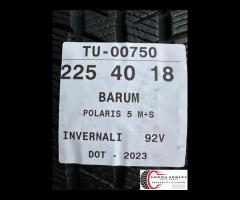 TU-00750
225 40 18
BARUM
POLARIS 5 M+S
INVERNALI 92V
DOT - 2023